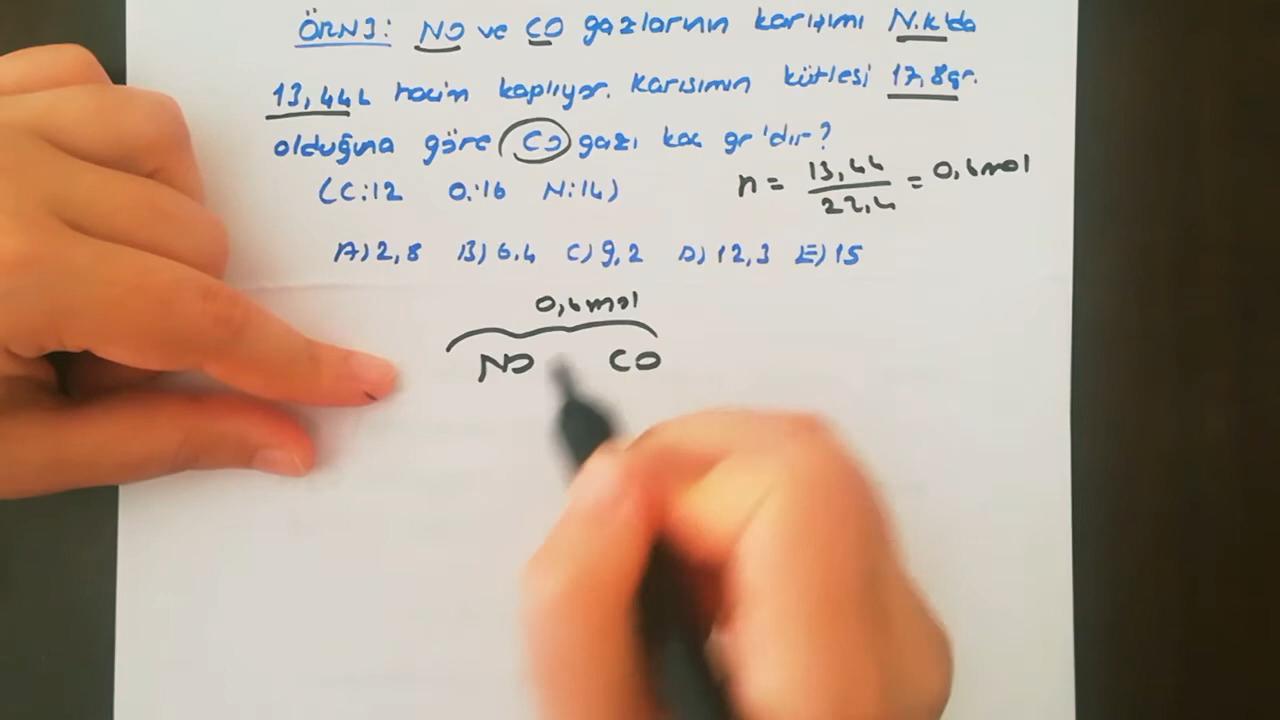 ÖRN3: NO ve CO gazlarının karışımı N.K'da
13,44L hacim kaplıyor. Karışımın kütlesi 17,8gr.
olduğuna göre CO gazı kaç gr'dır?
(C:12 O:16 N:14)
n = 13,44 / 22,4 = 0,6mol
A) 2,8 B) 6,4 C) 9,2 D) 12,3 E) 15
0,6mol
NO CO